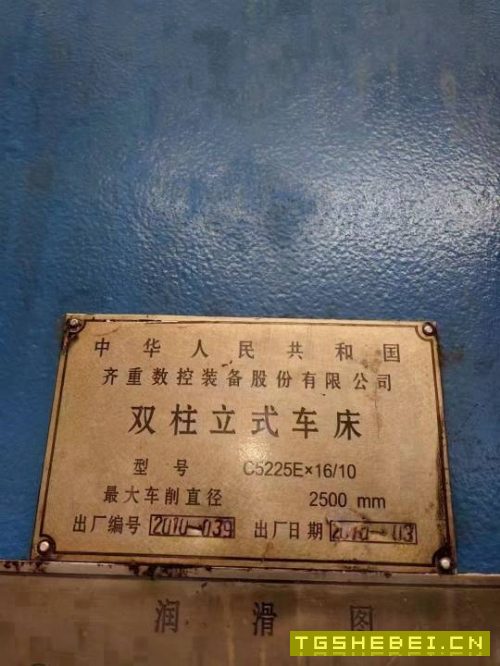 中华人民共和国
齐重数控装备股份有限公司
双柱立式车床
型号 C5225E×16/10
最大车削直径 2500 mm
出厂编号 2010-039 出厂日期 2010-03
润滑图
TGSHEBEI.CN